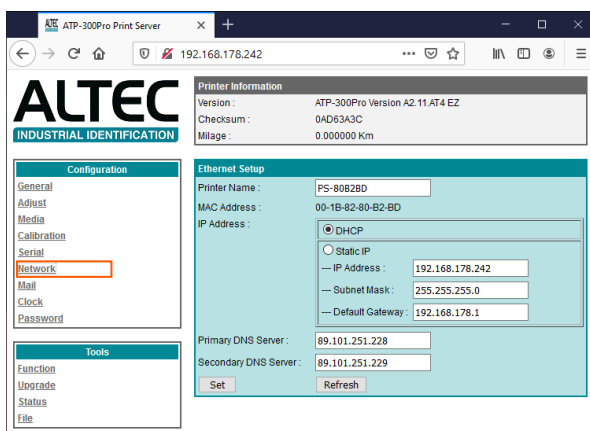 ATP-300Pro Print Server
192.168.178.242
ALTEC
INDUSTRIAL IDENTIFICATION
Printer Information
Version : ATP-300Pro Version A2.11.AT4 EZ
Checksum : 0AD63A3C
Milage : 0.000000 Km
Configuration
General
Adjust
Media
Calibration
Serial
Network
Mail
Clock
Password
Tools
Function
Upgrade
Status
File
Ethernet Setup
Printer Name : PS-80B2BD
MAC Address : 00-1B-82-80-B2-BD
IP Address : DHCP
Static IP
--- IP Address : 192.168.178.242
--- Subnet Mask : 255.255.255.0
--- Default Gateway : 192.168.178.1
Primary DNS Server : 89.101.251.228
Secondary DNS Server : 89.101.251.229
Set Refresh